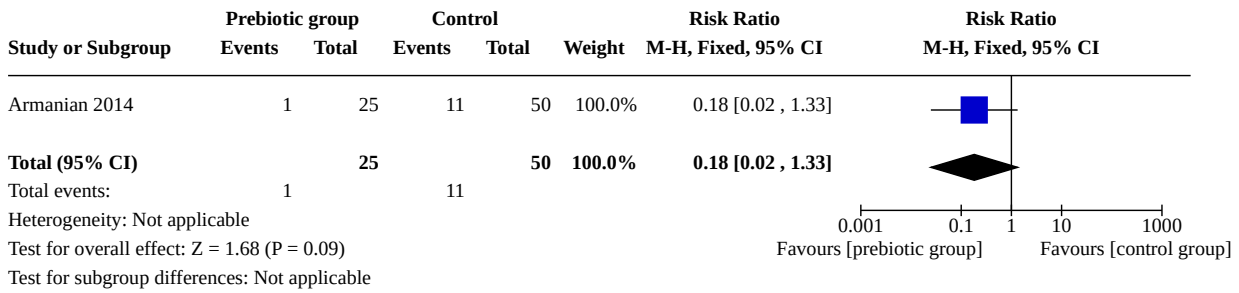 Prebiotic group Control Risk Ratio Risk Ratio
Study or Subgroup Events Total Events Total Weight M-H, Fixed, 95% CI M-H, Fixed, 95% CI
Armanian 2014 1 25 11 50 100.0% 0.18 [0.02 , 1.33]
Total (95% CI) 25 50 100.0% 0.18 [0.02 , 1.33]
Total events: 1 11
Heterogeneity: Not applicable
0.001 0.1 1 10 1000
Test for overall effect: Z = 1.68 (P = 0.09) Favours [prebiotic group] Favours [control group]
Test for subgroup differences: Not applicable